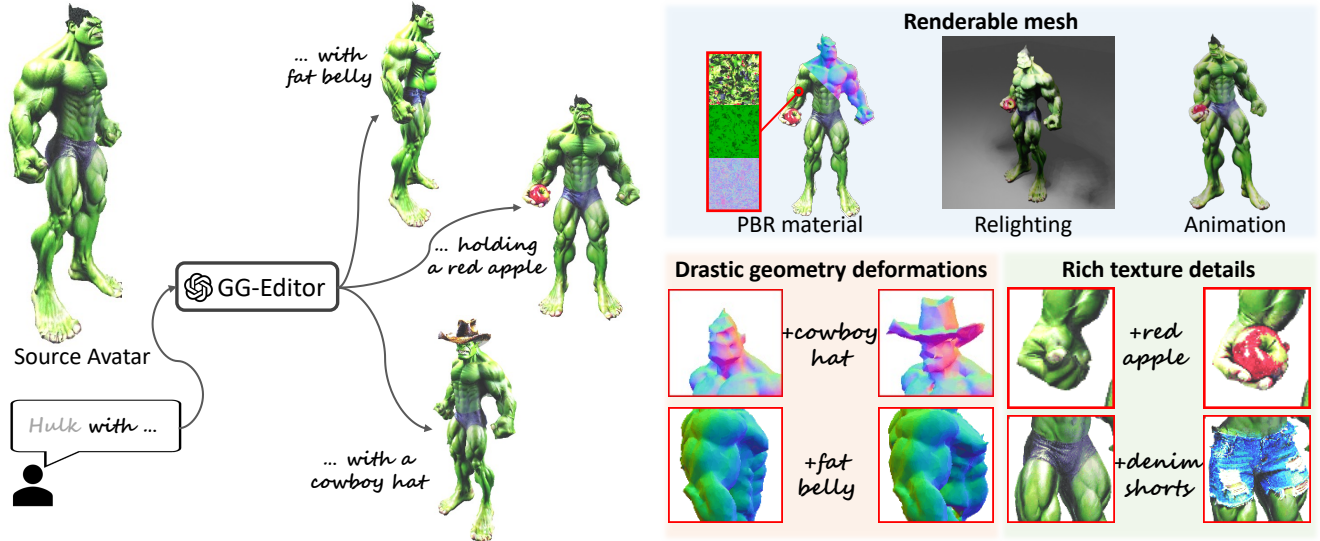 ... with
fat belly
... holding
a red apple
GG-Editor
Source Avatar
Hulk with ...
... with a
cowboy hat
Renderable mesh
PBR material
Relighting
Animation
Drastic geometry deformations
+cowboy
hat
+fat
belly
Rich texture details
+red
apple
+denim
shorts